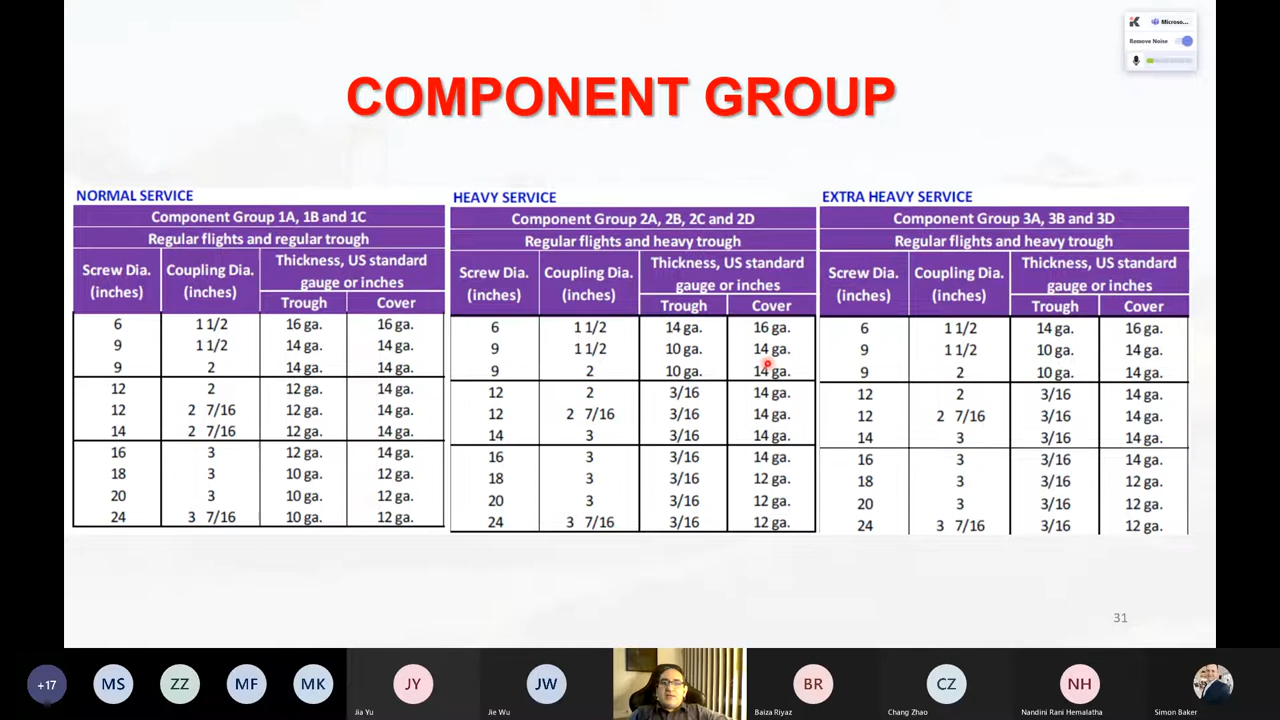 Microso...
Remove Noise
COMPONENT GROUP
NORMAL SERVICE
Component Group 1A, 1B and 1C
Regular flights and regular trough
Screw Dia. (inches) Coupling Dia. (inches) Thickness, US standard gauge or inches
Trough Cover
6 1 1/2 16 ga. 16 ga.
9 1 1/2 14 ga. 14 ga.
9 2 14 ga. 14 ga.
12 2 12 ga. 14 ga.
12 2 7/16 12 ga. 14 ga.
14 2 7/16 12 ga. 14 ga.
16 3 12 ga. 14 ga.
18 3 10 ga. 12 ga.
20 3 10 ga. 12 ga.
24 3 7/16 10 ga. 12 ga.
HEAVY SERVICE
Component Group 2A, 2B, 2C and 2D
Regular flights and heavy trough
Screw Dia. (inches) Coupling Dia. (inches) Thickness, US standard gauge or inches
Trough Cover
6 1 1/2 14 ga. 16 ga.
9 1 1/2 10 ga. 14 ga.
9 2 10 ga. 14 ga.
12 2 3/16 14 ga.
12 2 7/16 3/16 14 ga.
14 3 3/16 14 ga.
16 3 3/16 14 ga.
18 3 3/16 12 ga.
20 3 3/16 12 ga.
24 3 7/16 3/16 12 ga.
EXTRA HEAVY SERVICE
Component Group 3A, 3B and 3D
Regular flights and heavy trough
Screw Dia. (inches) Coupling Dia. (inches) Thickness, US standard gauge or inches
Trough Cover
6 1 1/2 14 ga. 16 ga.
9 1 1/2 10 ga. 14 ga.
9 2 10 ga. 14 ga.
12 2 3/16 14 ga.
12 2 7/16 3/16 14 ga.
14 3 3/16 14 ga.
16 3 3/16 14 ga.
18 3 3/16 12 ga.
20 3 3/16 12 ga.
24 3 7/16 3/16 12 ga.
31
+17 MS ZZ MF MK JY JW BR CZ NH
Jia Yu Jie Wu Baiza Riyaz Chang Zhao Nandini Rani Hemalatha Simon Baker